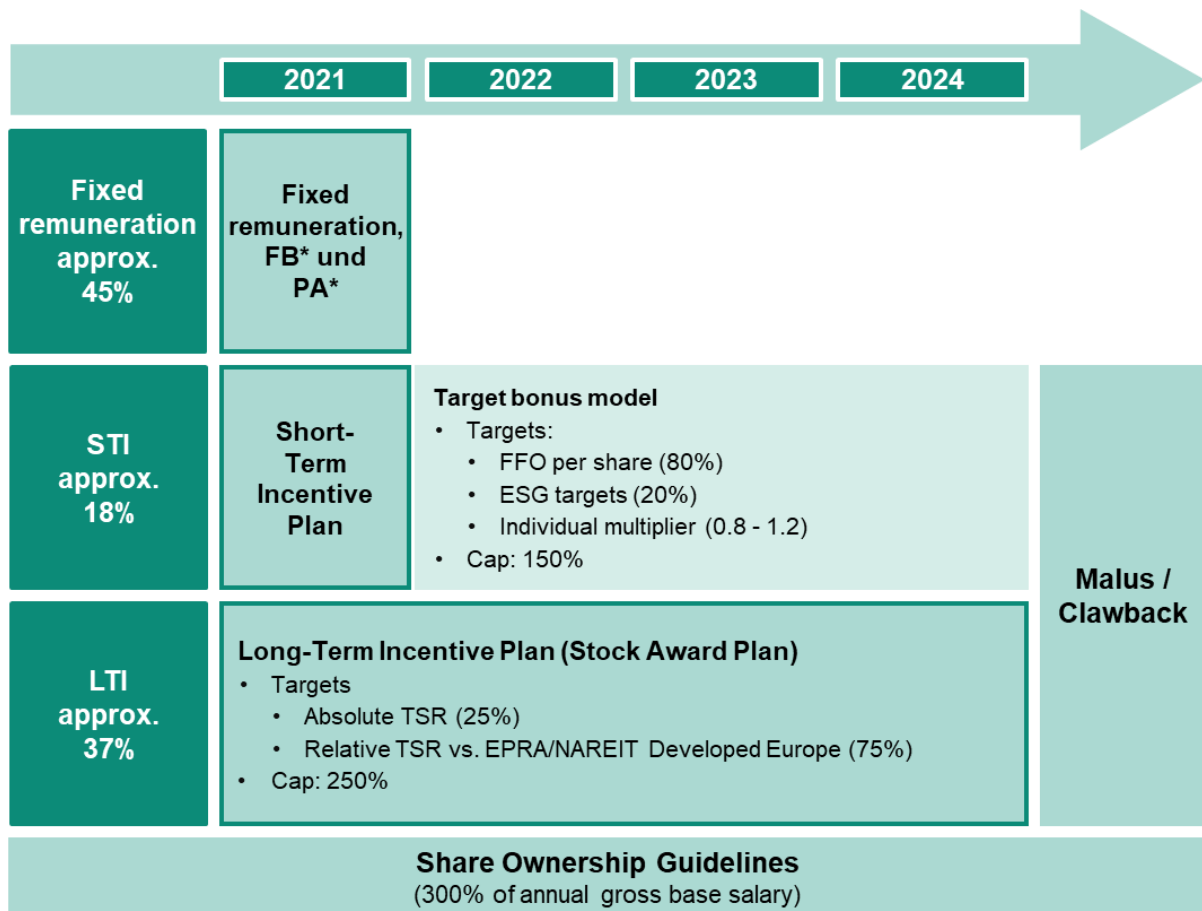 2021
2022
2023
2024
Fixed
remuneration
approx.
45%
Fixed
remuneration,
FB* und
PA*
STI
approx.
18%
Short-
Term
Incentive
Plan
Target bonus model
• Targets:
• FFO per share (80%)
• ESG targets (20%)
• Individual multiplier (0.8 - 1.2)
• Cap: 150%
Malus /
Clawback
LTI
approx.
37%
Long-Term Incentive Plan (Stock Award Plan)
• Targets
• Absolute TSR (25%)
• Relative TSR vs. EPRA/NAREIT Developed Europe (75%)
• Cap: 250%
Share Ownership Guidelines
(300% of annual gross base salary)